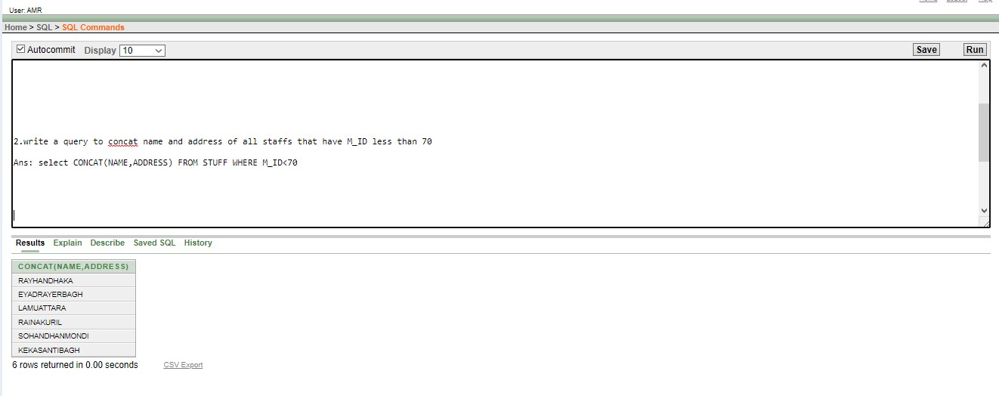 User: AMR
Home > SQL > SQL Commands
Autocommit Display 10 Save Run
2.write a query to concat name and address of all staffs that have M_ID less than 70
Ans: select CONCAT(NAME,ADDRESS) FROM STUFF WHERE M_ID<70
Results Explain Describe Saved SQL History
CONCAT(NAME,ADDRESS)
RAYHANDHAKA
EYADRAYERBAGH
LAMUATTARA
RAINAKURIL
SOHANDHANMONDI
KEKASANTIBAGH
6 rows returned in 0.00 seconds CSV Export